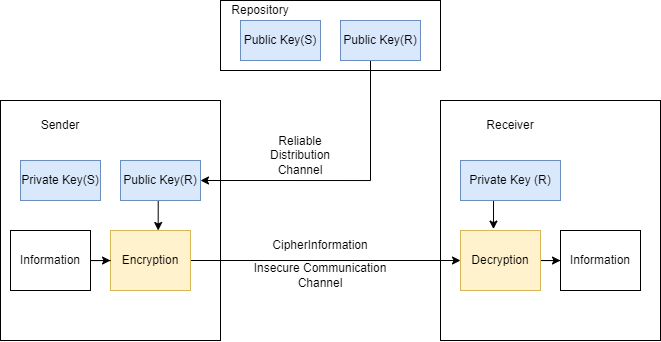 Repository
Public Key(S)
Public Key(R)
Sender
Receiver
Reliable
Distribution
Channel
Private Key(S)
Public Key(R)
Private Key (R)
Information
Encryption
CipherInformation
Insecure Communication
Channel
Decryption
Information